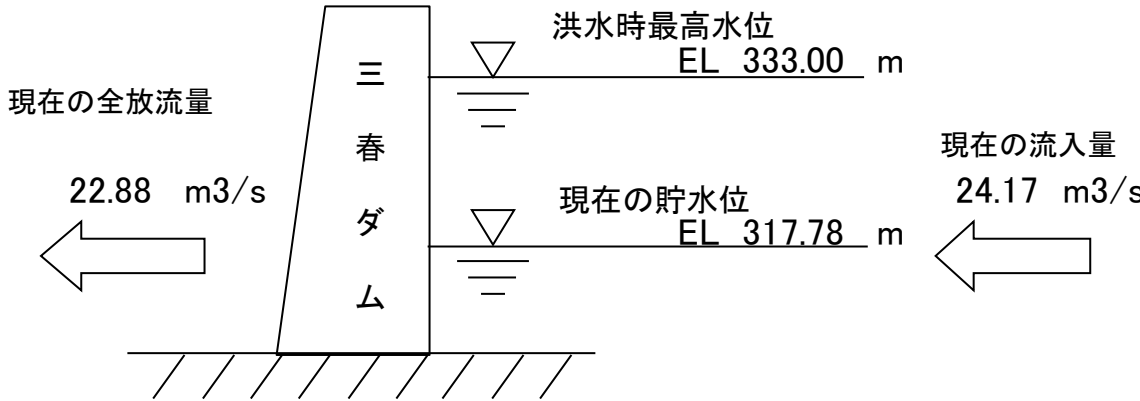 洪水時最高水位
EL 333.00 m
現在の全放流量
22.88 m3/s
三春ダム
現在の流入量
24.17 m3/s
現在の貯水位
EL 317.78 m